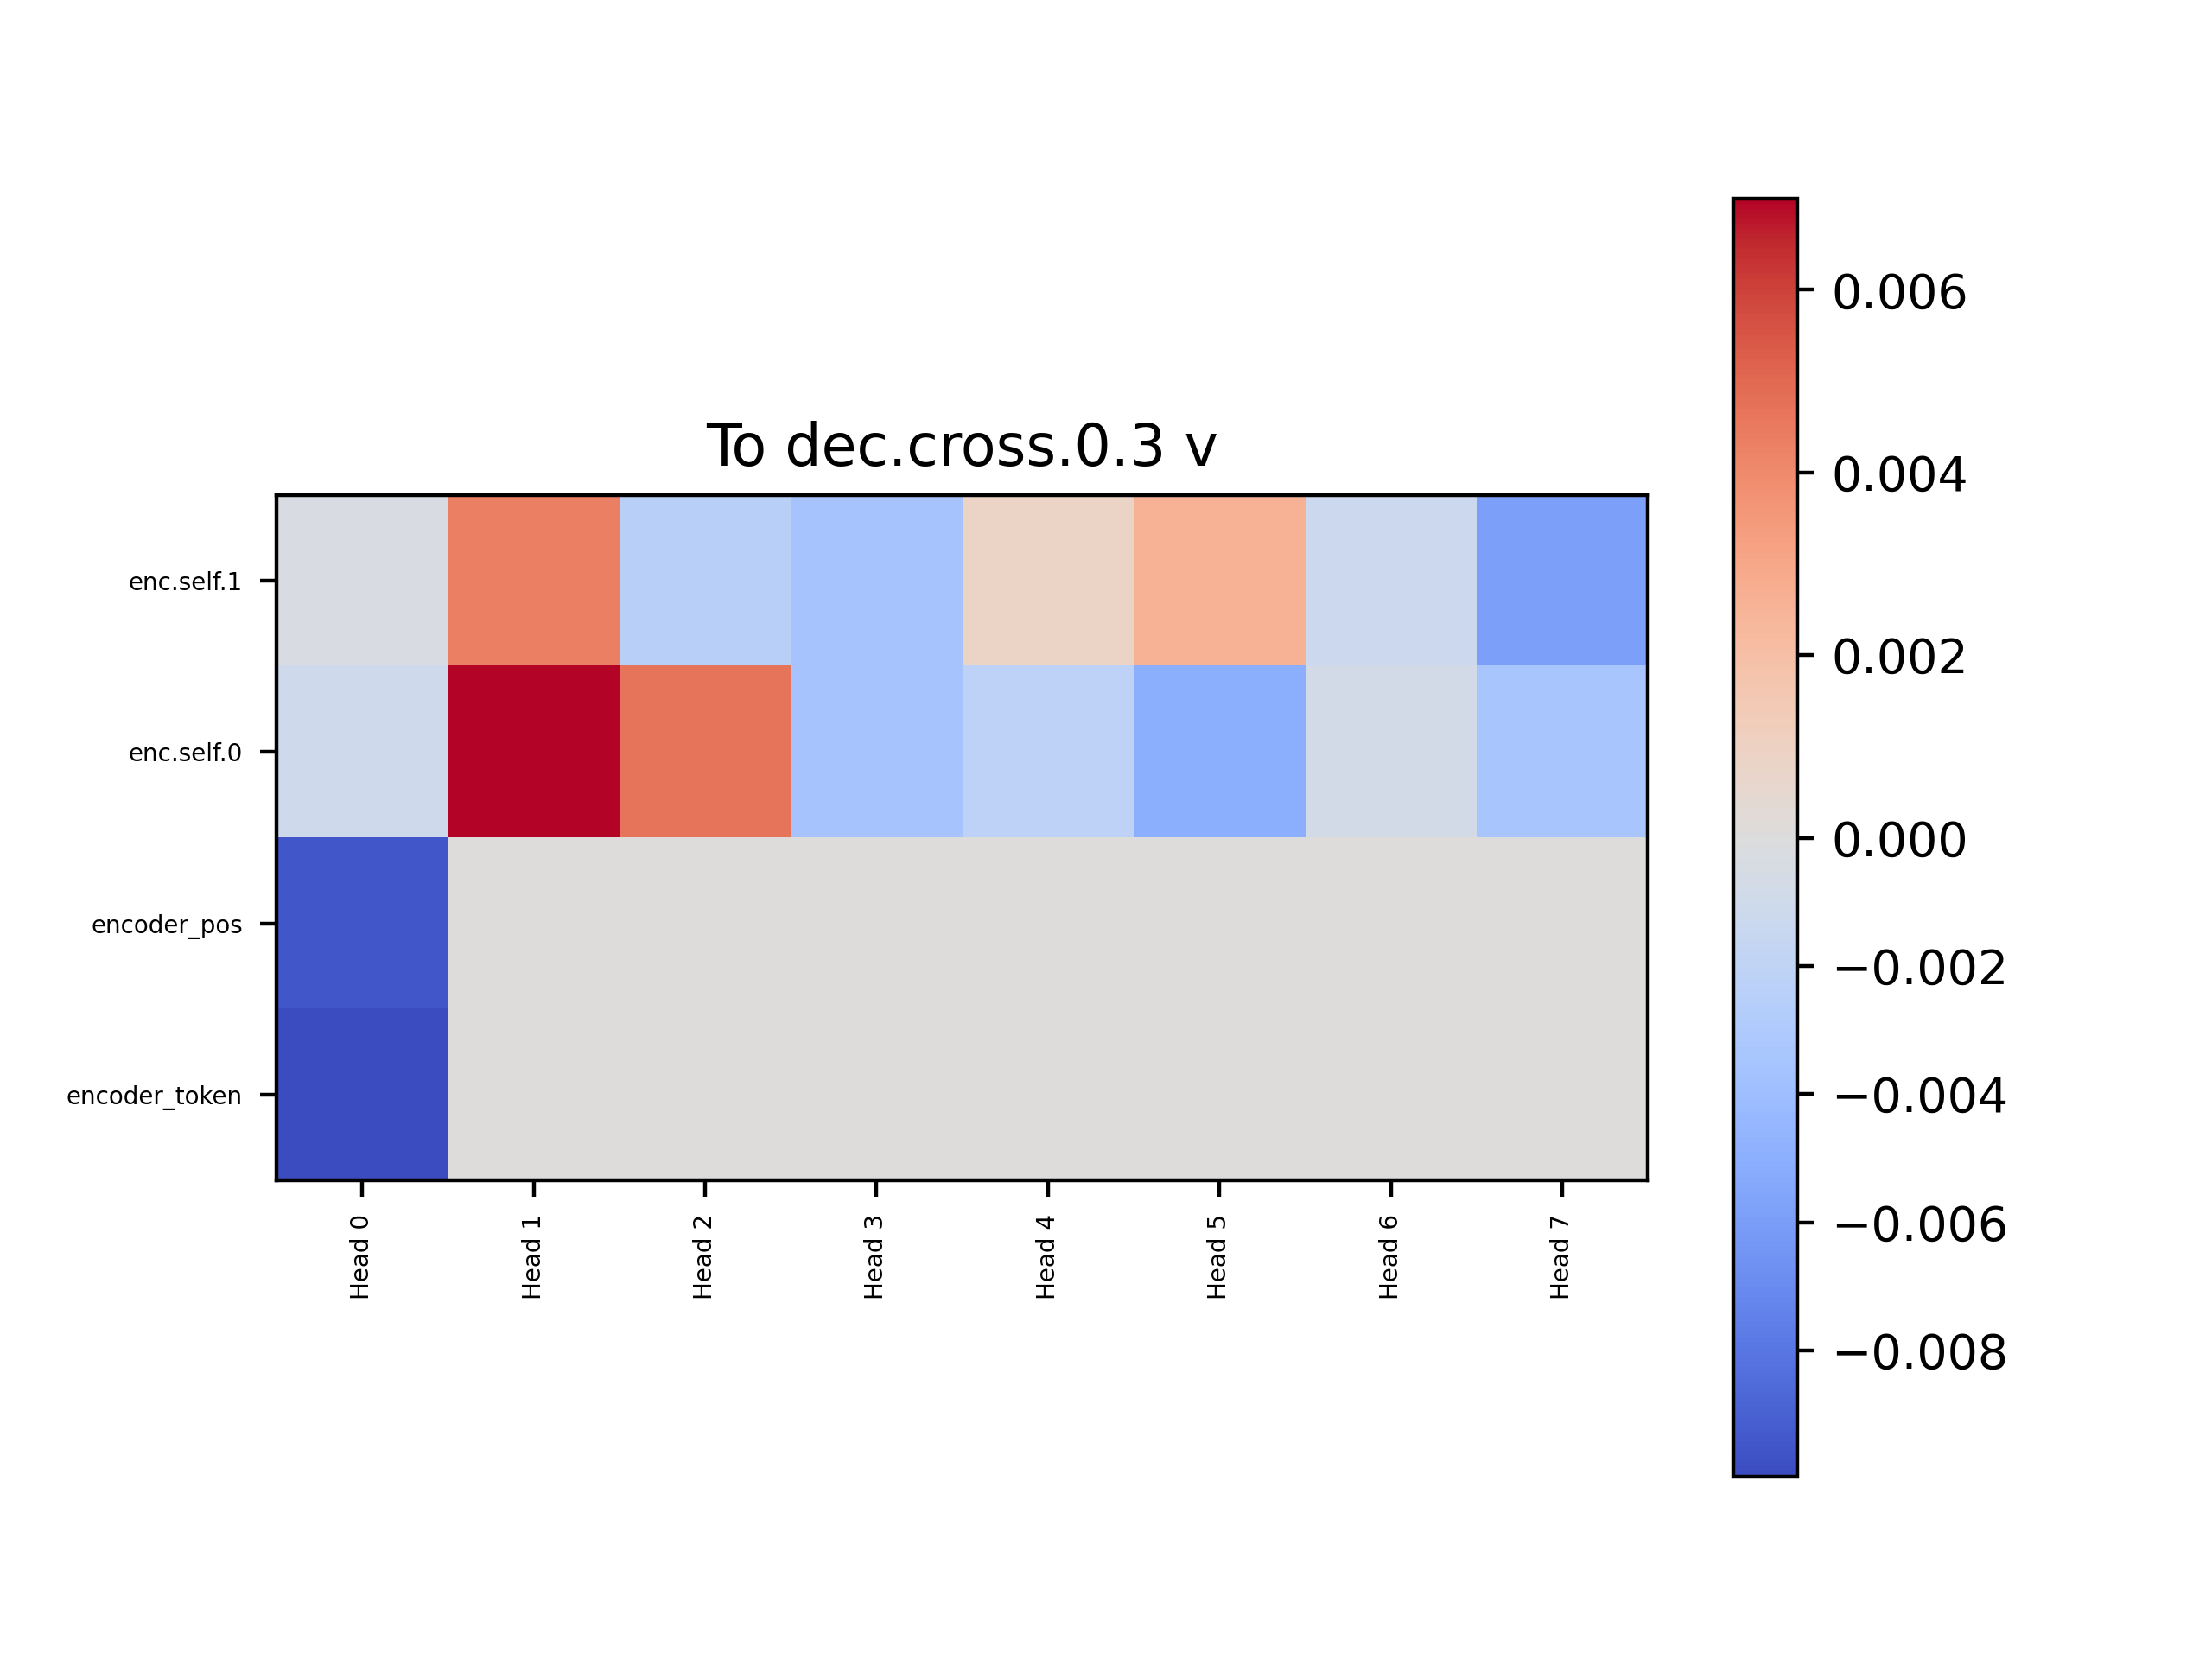 To dec.cross.0.3 v
enc.self.1
enc.self.0
encoder_pos
encoder_token
Head 0
Head 1
Head 2
Head 3
Head 4
Head 5
Head 6
Head 7
0.006
0.004
0.002
0.000
−0.002
−0.004
−0.006
−0.008